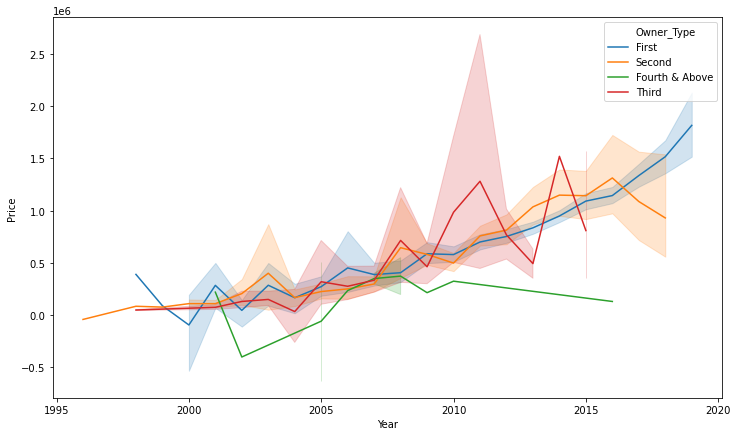 1e6
Owner_Type
First
Second
Fourth & Above
Third
2.5
2.0
1.5
1.0
0.5
0.0
−0.5
Price
1995
2000
2005
2010
2015
2020
Year